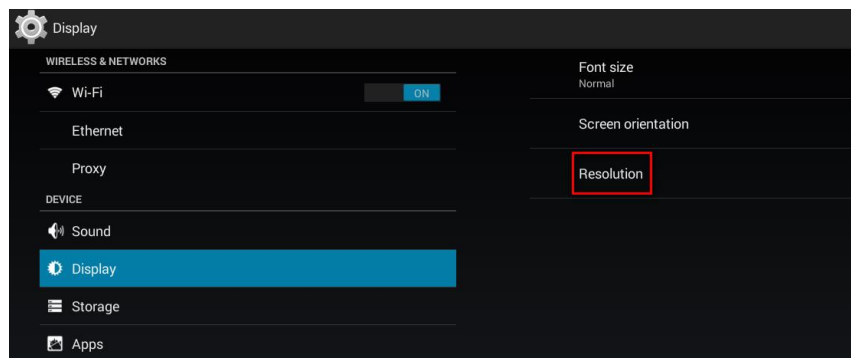 Display
WIRELESS & NETWORKS
Wi-Fi
ON
Ethernet
Proxy
DEVICE
Sound
Display
Storage
Apps
Font size
Normal
Screen orientation
Resolution